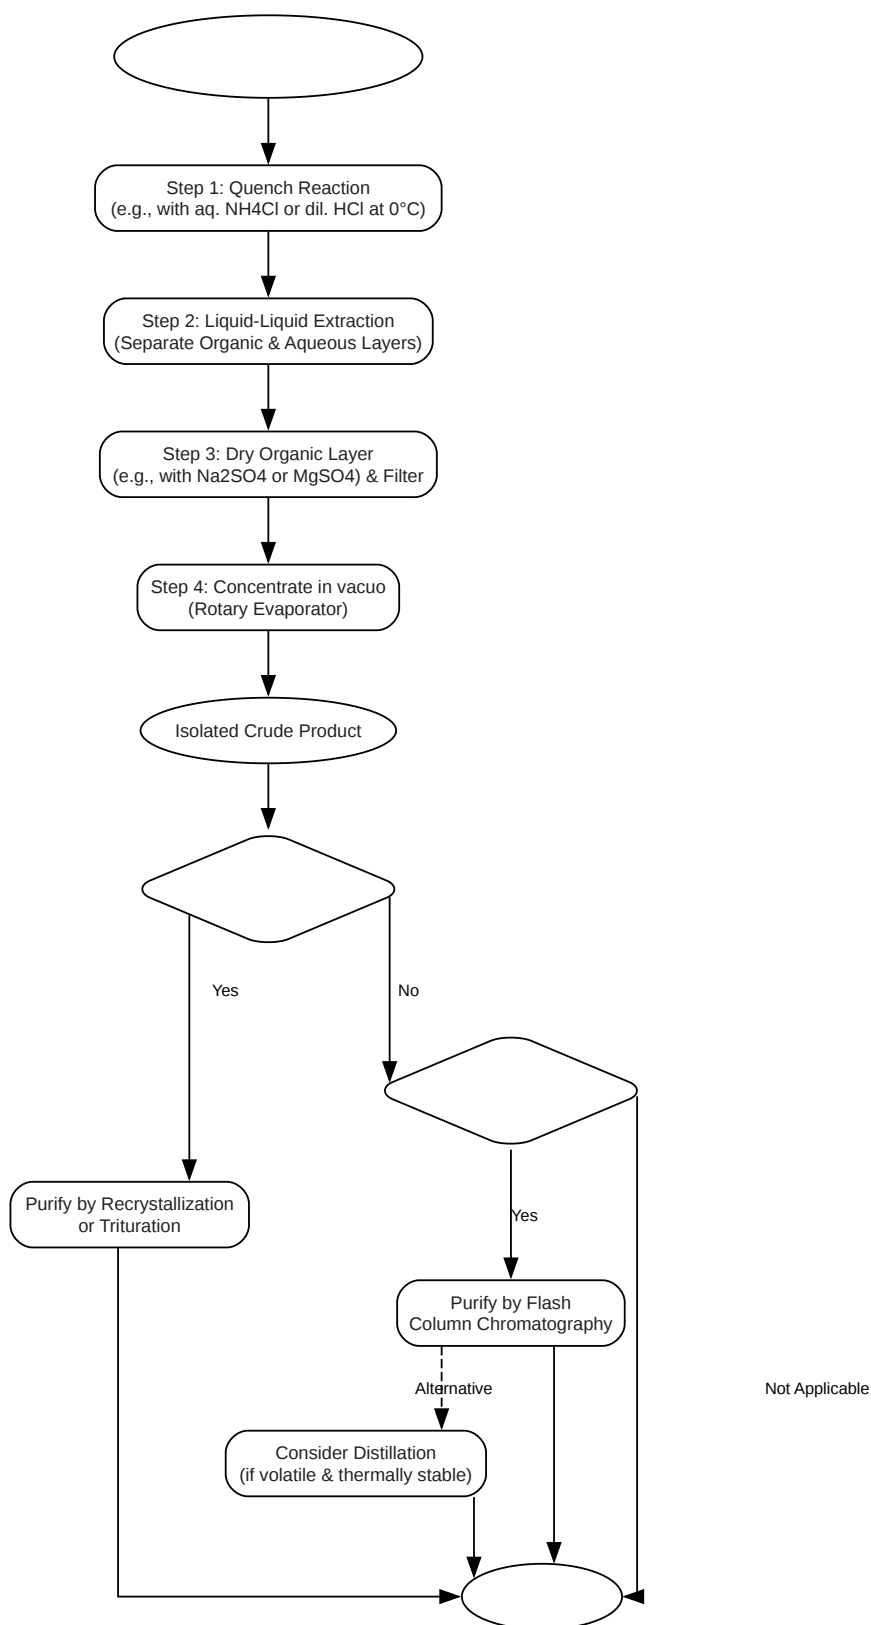 Step 1: Quench Reaction
(e.g., with aq. NH4Cl or dil. HCl at 0°C)
Step 2: Liquid-Liquid Extraction
(Separate Organic & Aqueous Layers)
Step 3: Dry Organic Layer
(e.g., with Na2SO4 or MgSO4) & Filter
Step 4: Concentrate in vacuo
(Rotary Evaporator)
Isolated Crude Product
Yes
No
Purify by Recrystallization
or Trituration
Yes
Purify by Flash
Column Chromatography
Alternative
Not Applicable
Consider Distillation
(if volatile & thermally stable)